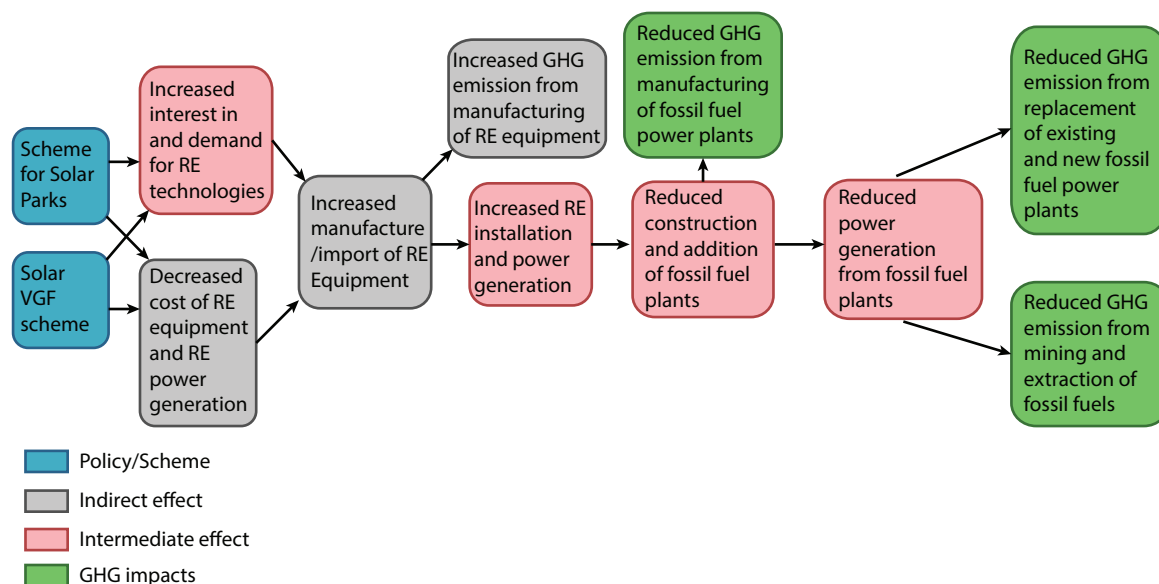 Scheme
for Solar
Parks
Solar
VGF
scheme
Increased
interest in
and demand
for RE
technologies
Decreased
cost of RE
equipment
and RE
power
generation
Increased
manufacture
/import of RE
Equipment
Increased GHG
emission from
manufacturing
of RE equipment
Increased RE
installation
and power
generation
Reduced GHG
emission from
manufacturing
of fossil fuel
power plants
Reduced
construction
and addition
of fossil fuel
plants
Reduced
power
generation
from fossil fuel
plants
Reduced GHG
emission from
replacement
of existing
and new fossil
fuel power
plants
Reduced GHG
emission from
mining and
extraction of
fossil fuels
Policy/Scheme
Indirect effect
Intermediate effect
GHG impacts